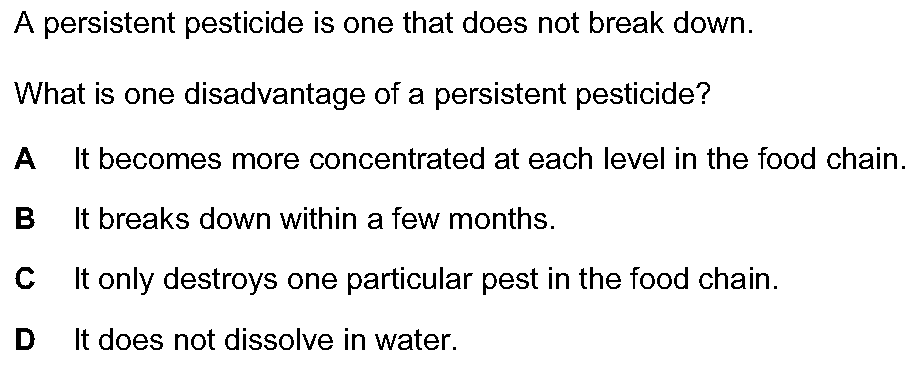 A persistent pesticide is one that does not break down.
What is one disadvantage of a persistent pesticide?
A It becomes more concentrated at each level in the food chain.
B It breaks down within a few months.
C It only destroys one particular pest in the food chain.
D It does not dissolve in water.